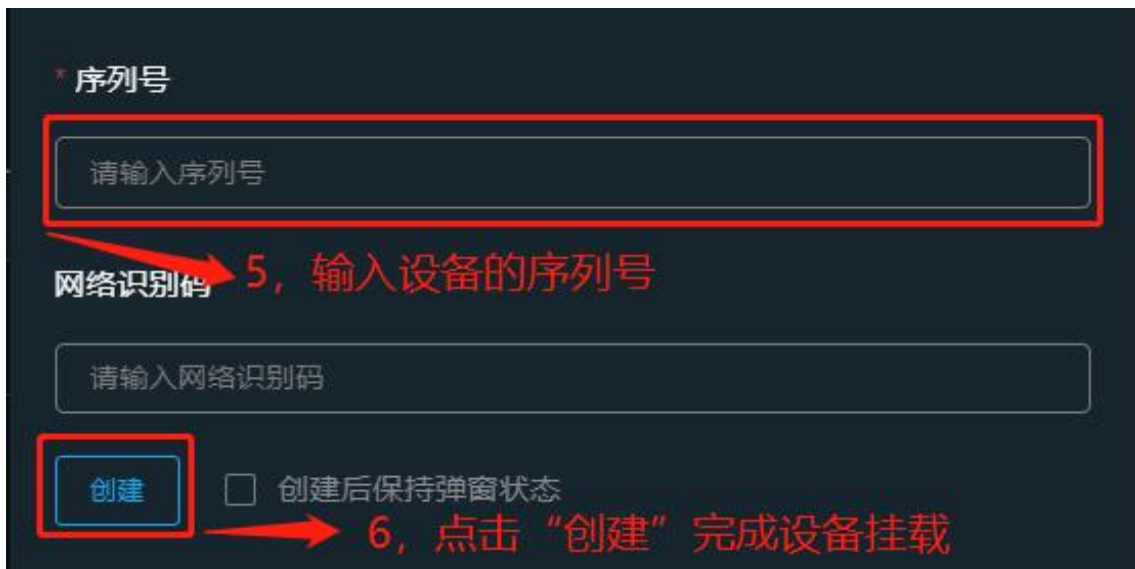 * 序列号
请输入序列号
5，输入设备的序列号
网络识别码
请输入网络识别码
创建 创建后保持弹窗状态
6，点击“创建”完成设备挂载